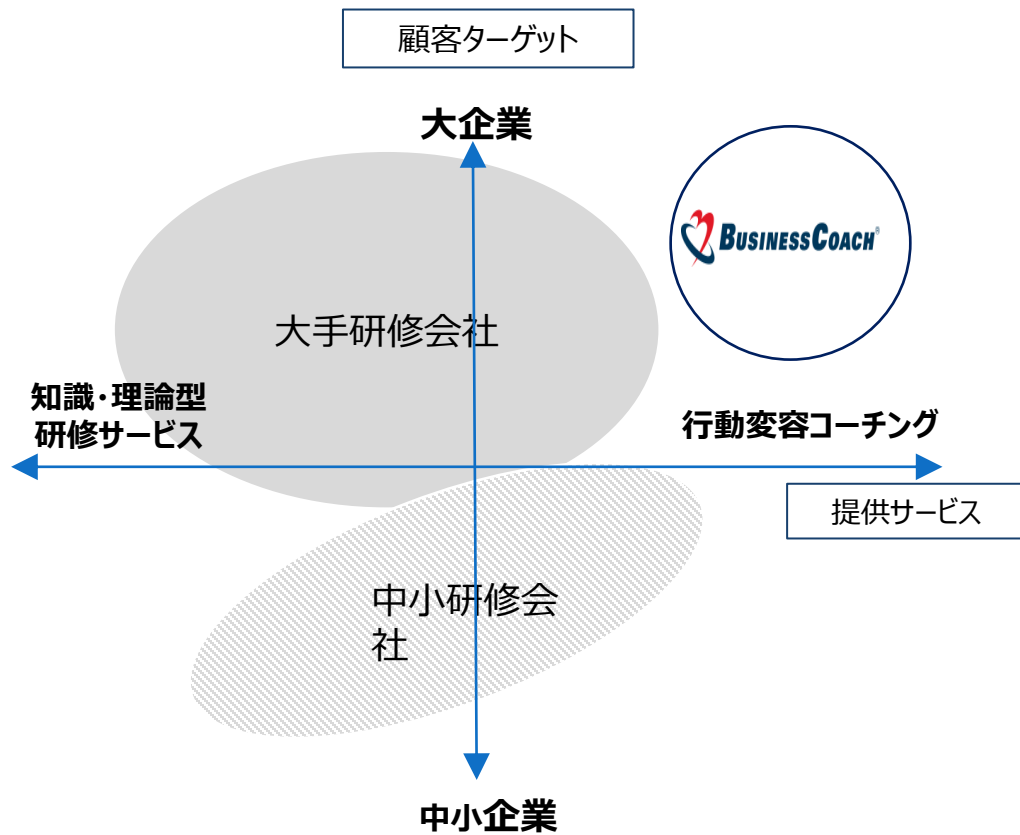 顧客ターゲット
大企業
BUSINESSCOACH®
大手研修会社
知識・理論型
研修サービス
行動変容コーチング
提供サービス
中小研修会
社
中小企業